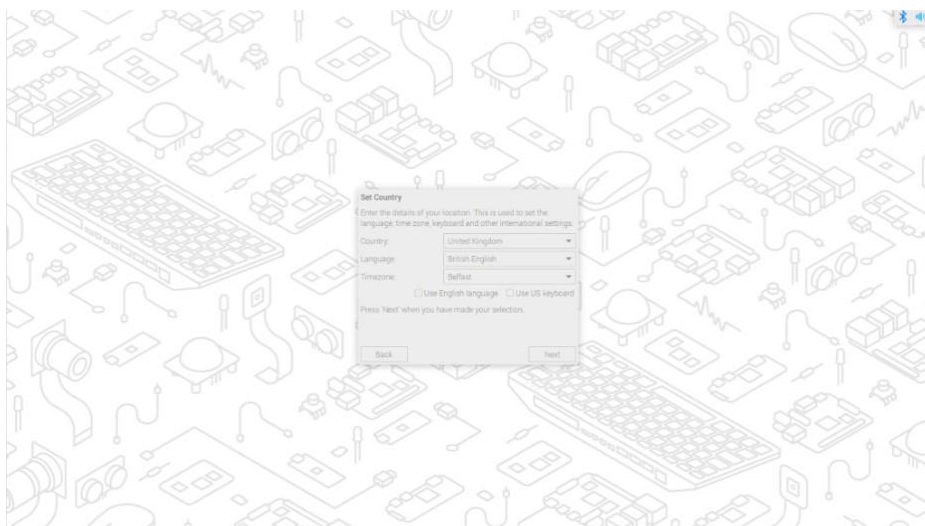 Set Country
Enter the details of your location. This is used to set the
language, time zone, keyboard and other international settings.
Country: United Kingdom
Language: British English
Timezone: Belfast
Use English language Use US keyboard
Press 'Next' when you have made your selection.
Back Next